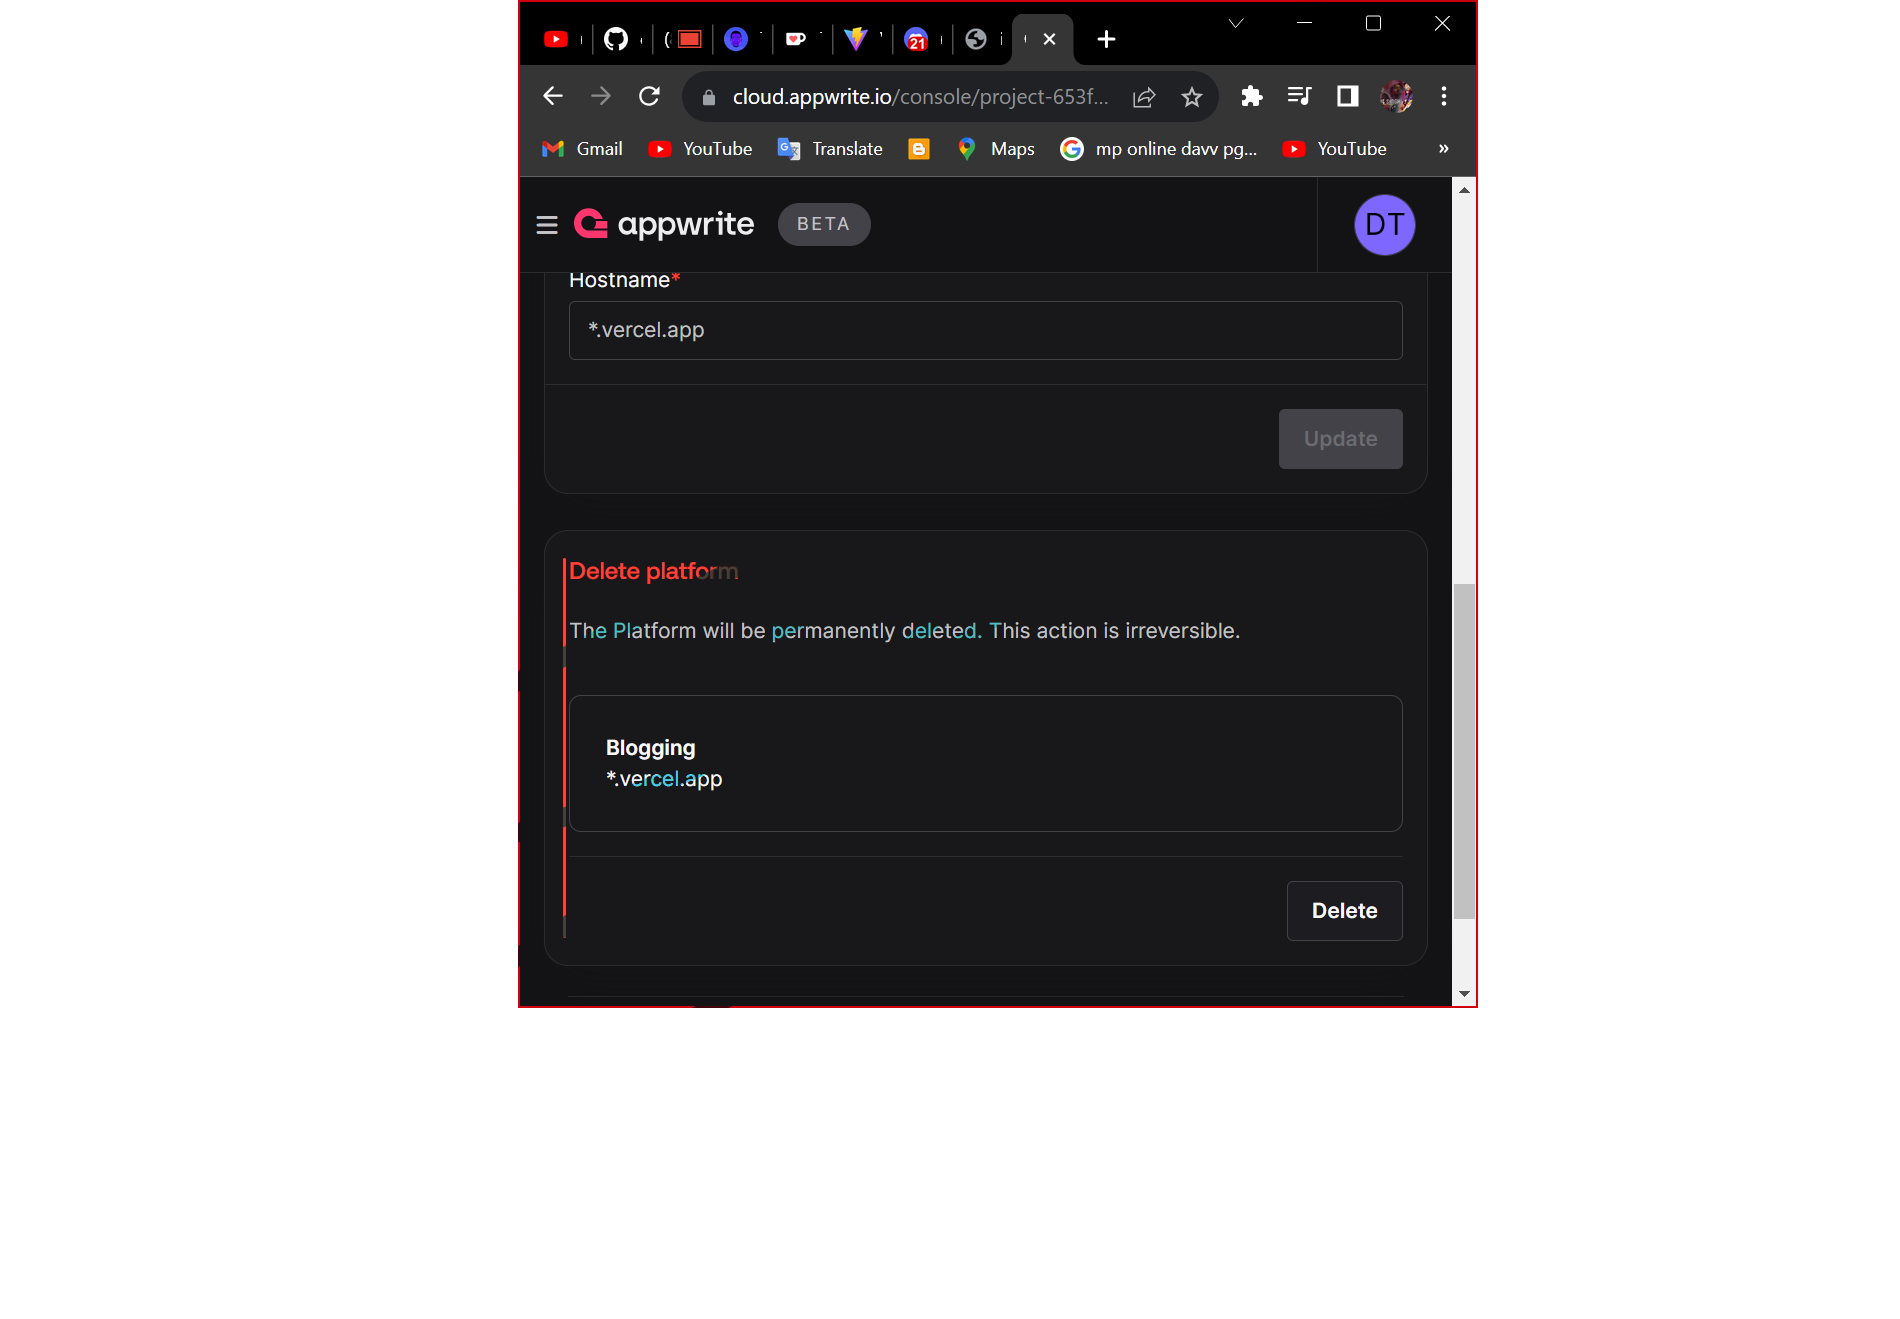 21
cloud.appwrite.io/console/project-653f...
Gmail YouTube Translate Maps mp online davv pg... YouTube »
appwrite BETA DT
Hostname*
*.vercel.app
Update
Delete platform
The Platform will be permanently deleted. This action is irreversible.
Blogging
*.vercel.app
Delete